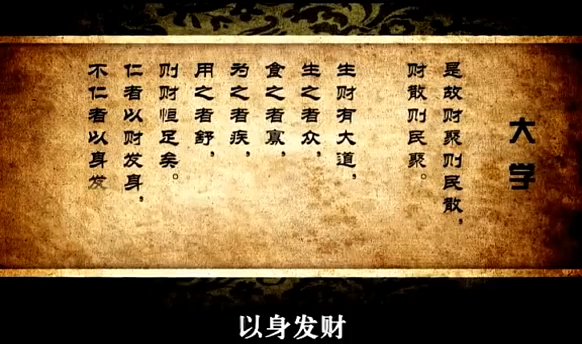 大学
是故财聚则民散，
财散则民聚。
生财有大道，
生之者众，
食之者寡，
为之者疾，
用之者舒，
则财恒足矣。
仁者以财发身，
不仁者以身发
以身发财